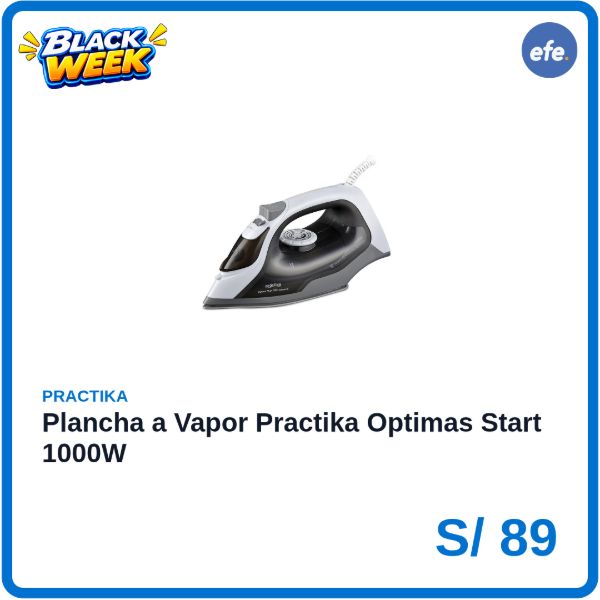 BLACK
WEEK
efe.
PRACTIKA
Plancha a Vapor Practika Optimas Start
1000W
S/ 89